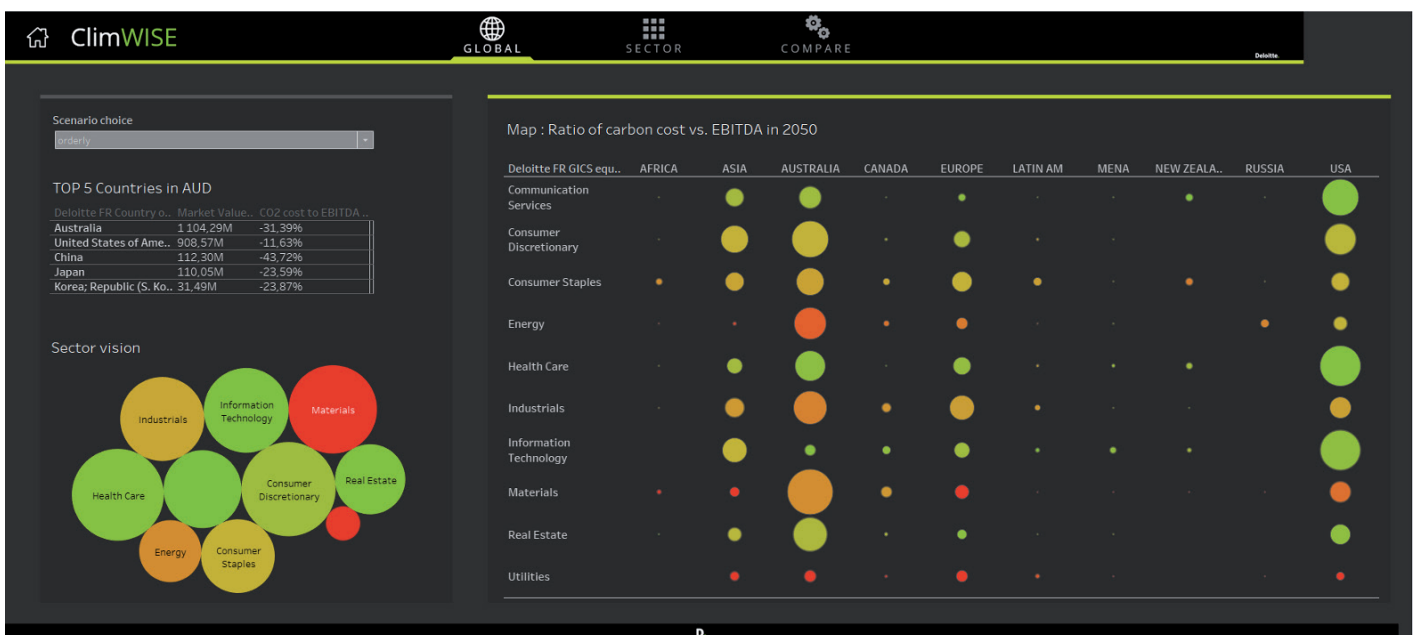 ClimWISE
GLOBAL
SECTOR
COMPARE
Deloitte.
Scenario choice
orderly
TOP 5 Countries in AUD
Deloitte FR Country o.. Market Value.. CO2 cost to EBITDA ..
Australia 1 104,29M -31,39%
United States of Ame.. 908,57M -11,63%
China 112,30M -43,72%
Japan 110,05M -23,59%
Korea; Republic (S. Ko.. 31,49M -23,87%
Sector vision
Industrials
Information
Technology
Materials
Health Care
Consumer
Discretionary
Real Estate
Energy
Consumer
Staples
Map : Ratio of carbon cost vs. EBITDA in 2050
Deloitte FR GICS equ.. AFRICA ASIA AUSTRALIA CANADA EUROPE LATIN AM MENA NEW ZEALA.. RUSSIA USA
Communication
Services
Consumer
Discretionary
Consumer Staples
Energy
Health Care
Industrials
Information
Technology
Materials
Real Estate
Utilities